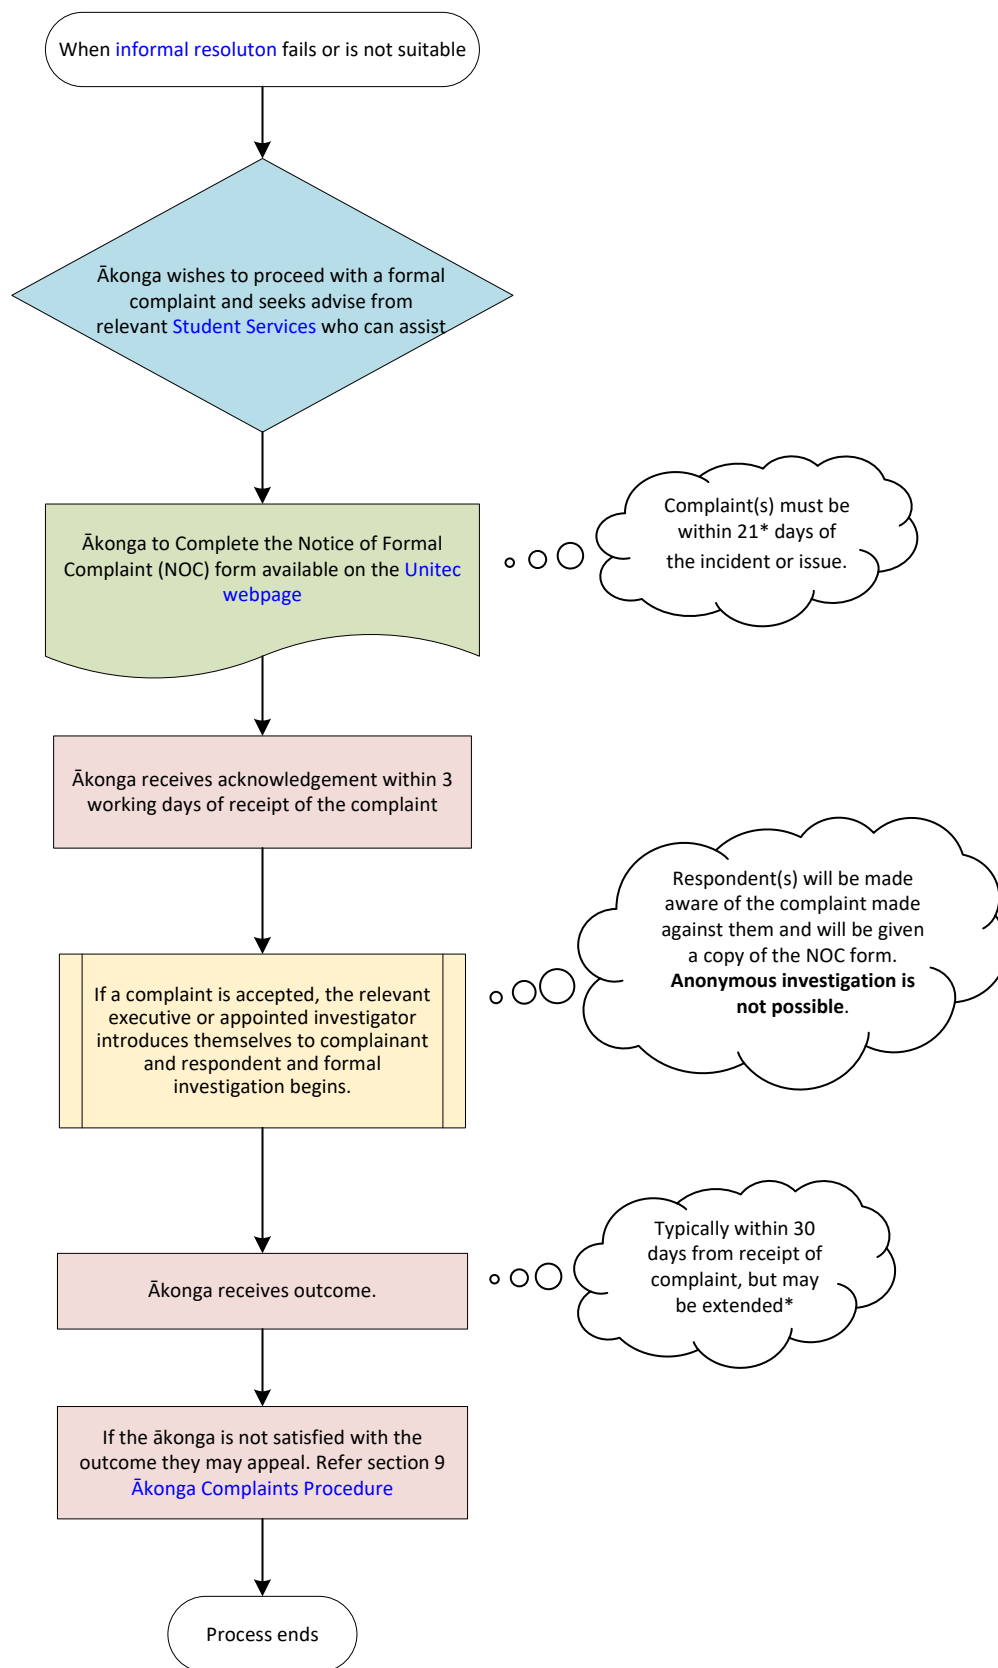 When informal resoluton fails or is not suitable
Ākonga wishes to proceed with a formal
complaint and seeks advise from
relevant Student Services who can assist
Ākonga to Complete the Notice of Formal
Complaint (NOC) form available on the Unitec
webpage
Complaint(s) must be
within 21* days of
the incident or issue.
Ākonga receives acknowledgement within 3
working days of receipt of the complaint
If a complaint is accepted, the relevant
executive or appointed investigator
introduces themselves to complainant
and respondent and formal
investigation begins.
Respondent(s) will be made
aware of the complaint made
against them and will be given
a copy of the NOC form.
Anonymous investigation is
not possible.
Ākonga receives outcome.
Typically within 30
days from receipt of
complaint, but may
be extended*
If the ākonga is not satisfied with the
outcome they may appeal. Refer section 9
Ākonga Complaints Procedure
Process ends